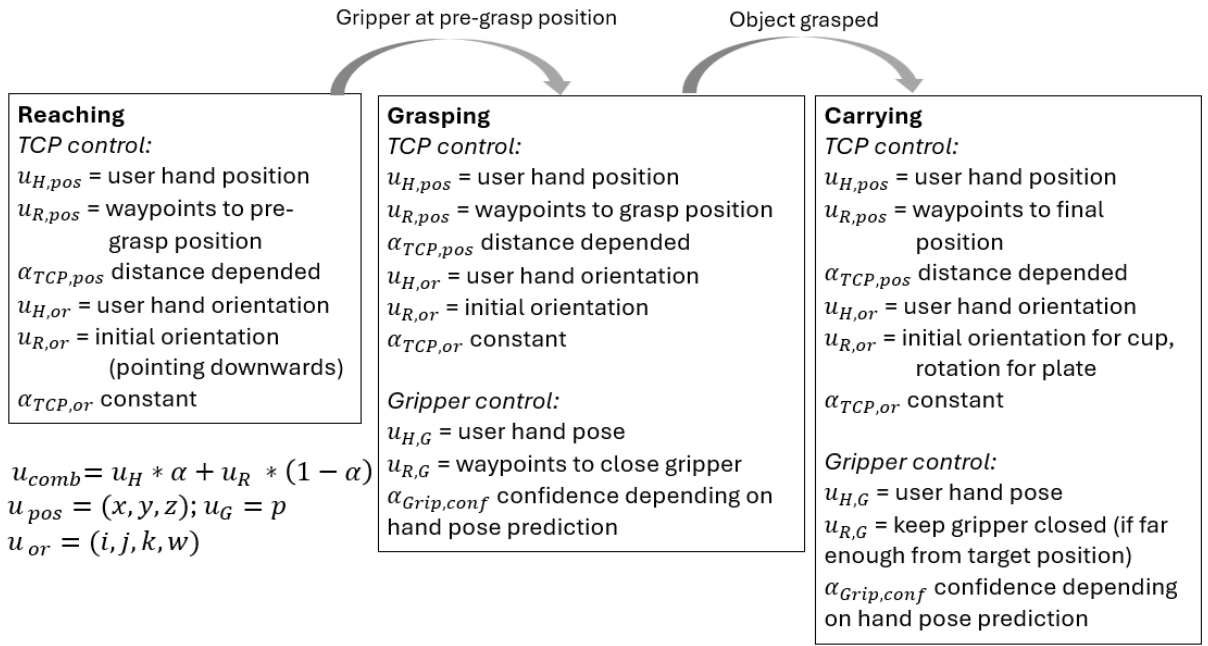 Gripper at pre-grasp position
Object grasped
Reaching
TCP control:
u_{H,pos} = user hand position
u_{R,pos} = waypoints to pre-
grasp position
α_{TCP,pos} distance depended
u_{H,or} = user hand orientation
u_{R,or} = initial orientation
(pointing downwards)
α_{TCP,or} constant
u_{comb} = u_H * α + u_R * (1 − α)
u_{pos} = (x, y, z); u_G = p
u_{or} = (i, j, k, w)
Grasping
TCP control:
u_{H,pos} = user hand position
u_{R,pos} = waypoints to grasp position
α_{TCP,pos} distance depended
u_{H,or} = user hand orientation
u_{R,or} = initial orientation
α_{TCP,or} constant
Gripper control:
u_{H,G} = user hand pose
u_{R,G} = waypoints to close gripper
α_{Grip,conf} confidence depending on
hand pose prediction
Carrying
TCP control:
u_{H,pos} = user hand position
u_{R,pos} = waypoints to final
position
α_{TCP,pos} distance depended
u_{H,or} = user hand orientation
u_{R,or} = initial orientation for cup,
rotation for plate
α_{TCP,or} constant
Gripper control:
u_{H,G} = user hand pose
u_{R,G} = keep gripper closed (if far
enough from target position)
α_{Grip,conf} confidence depending
on hand pose prediction